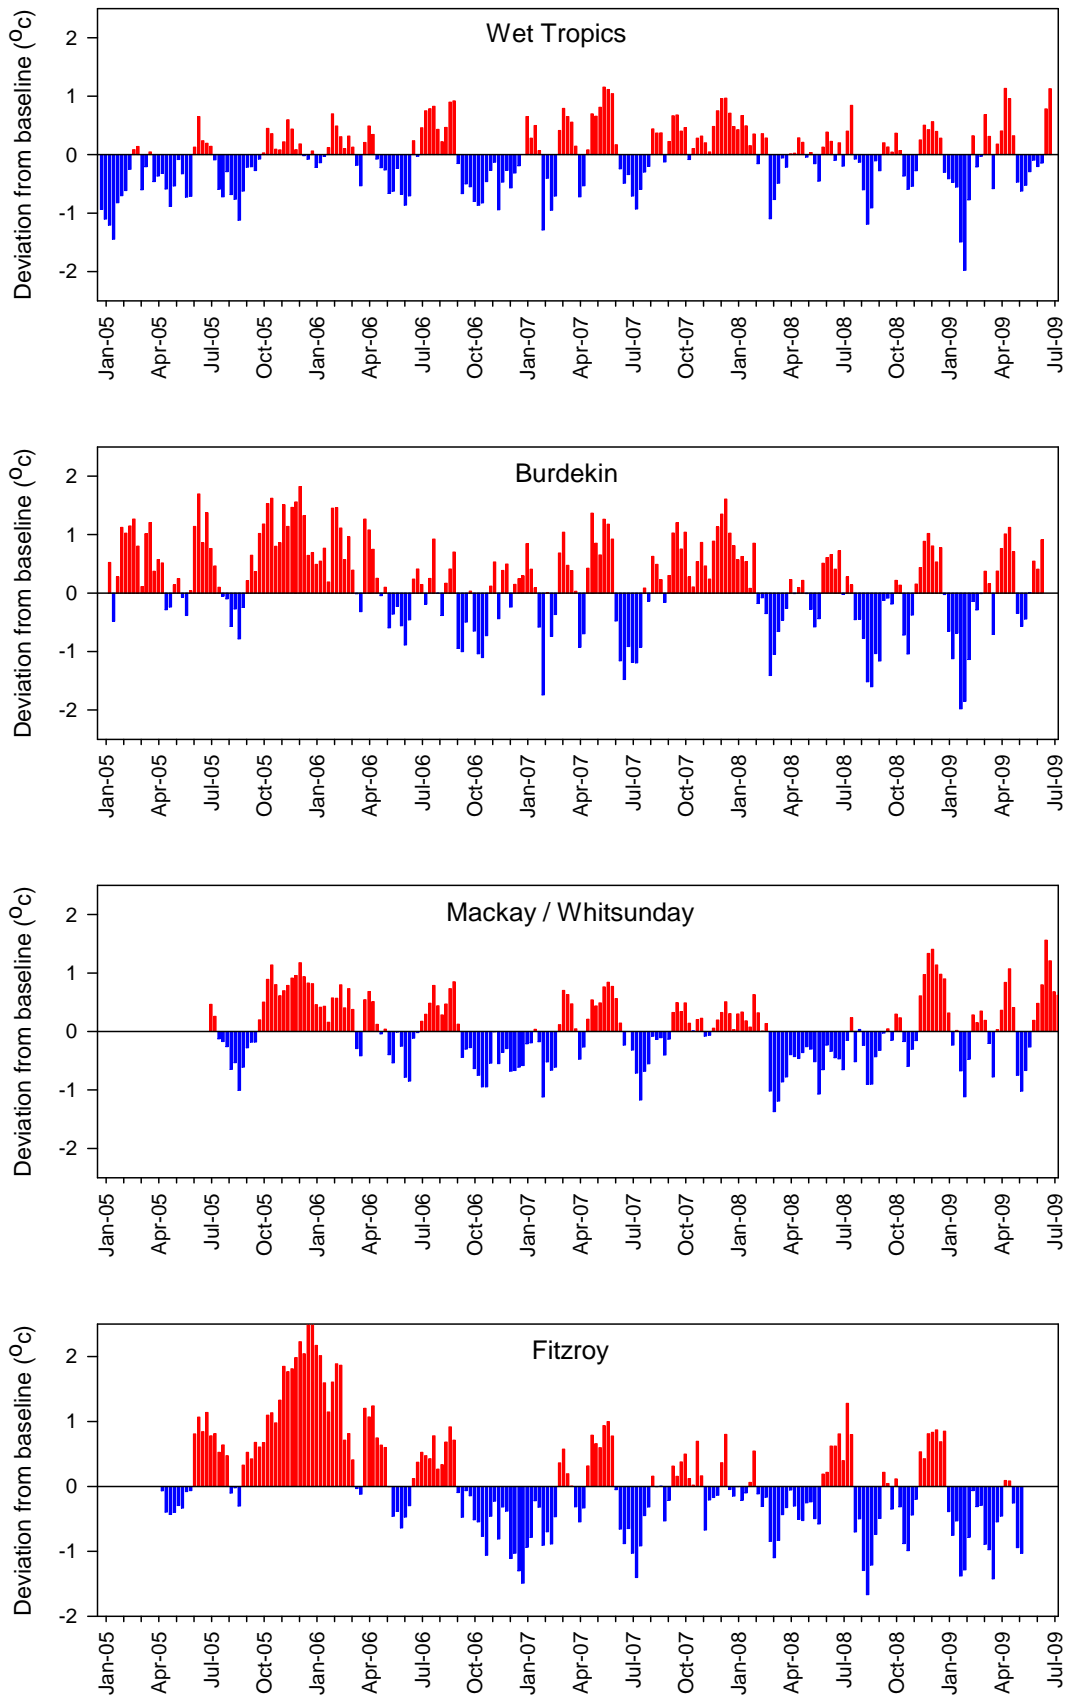 Wet Tropics
Deviation from baseline (ºc)
2
1
0
-1
-2
Jan-05 Apr-05 Jul-05 Oct-05 Jan-06 Apr-06 Jul-06 Oct-06 Jan-07 Apr-07 Jul-07 Oct-07 Jan-08 Apr-08 Jul-08 Oct-08 Jan-09 Apr-09 Jul-09
Burdekin
Deviation from baseline (ºc)
2
1
0
-1
-2
Jan-05 Apr-05 Jul-05 Oct-05 Jan-06 Apr-06 Jul-06 Oct-06 Jan-07 Apr-07 Jul-07 Oct-07 Jan-08 Apr-08 Jul-08 Oct-08 Jan-09 Apr-09 Jul-09
Mackay / Whitsunday
Deviation from baseline (ºc)
2
1
0
-1
-2
Jan-05 Apr-05 Jul-05 Oct-05 Jan-06 Apr-06 Jul-06 Oct-06 Jan-07 Apr-07 Jul-07 Oct-07 Jan-08 Apr-08 Jul-08 Oct-08 Jan-09 Apr-09 Jul-09
Fitzroy
Deviation from baseline (ºc)
2
1
0
-1
-2
Jan-05 Apr-05 Jul-05 Oct-05 Jan-06 Apr-06 Jul-06 Oct-06 Jan-07 Apr-07 Jul-07 Oct-07 Jan-08 Apr-08 Jul-08 Oct-08 Jan-09 Apr-09 Jul-09